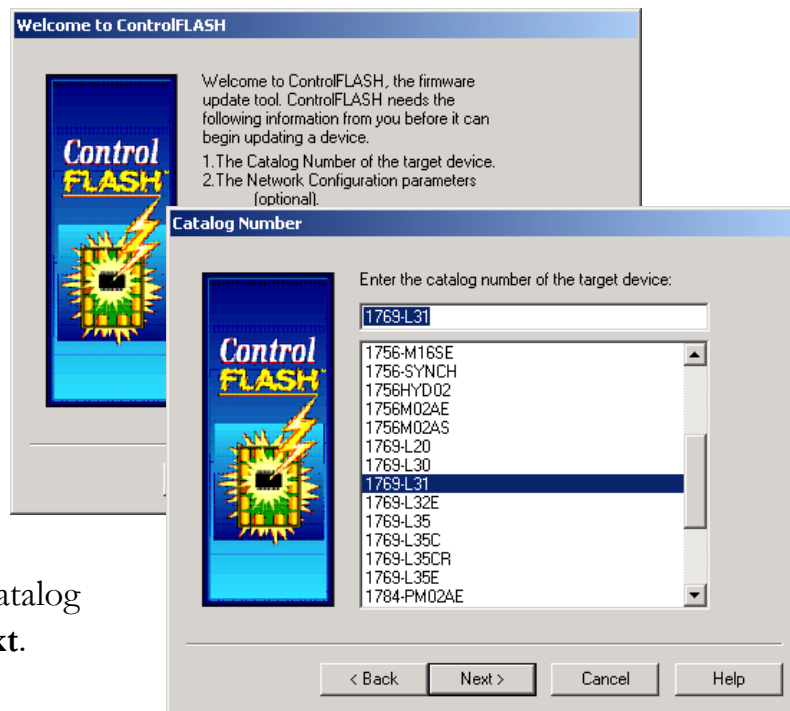 Welcome to ControlFLASH
Control
FLASH™
Welcome to ControlFLASH, the firmware
update tool. ControlFLASH needs the
following information from you before it can
begin updating a device.
1.The Catalog Number of the target device.
2.The Network Configuration parameters
(optional).
Catalog Number
Control
FLASH™
Enter the catalog number of the target device:
1769-L31
1756-M16SE
1756-SYNCH
1756HYD02
1756M02AE
1756M02AS
1769-L20
1769-L30
1769-L31
1769-L32E
1769-L35
1769-L35C
1769-L35CR
1769-L35E
1784-PM02AE
< Back
Next >
Cancel
Help
atalog
xt.